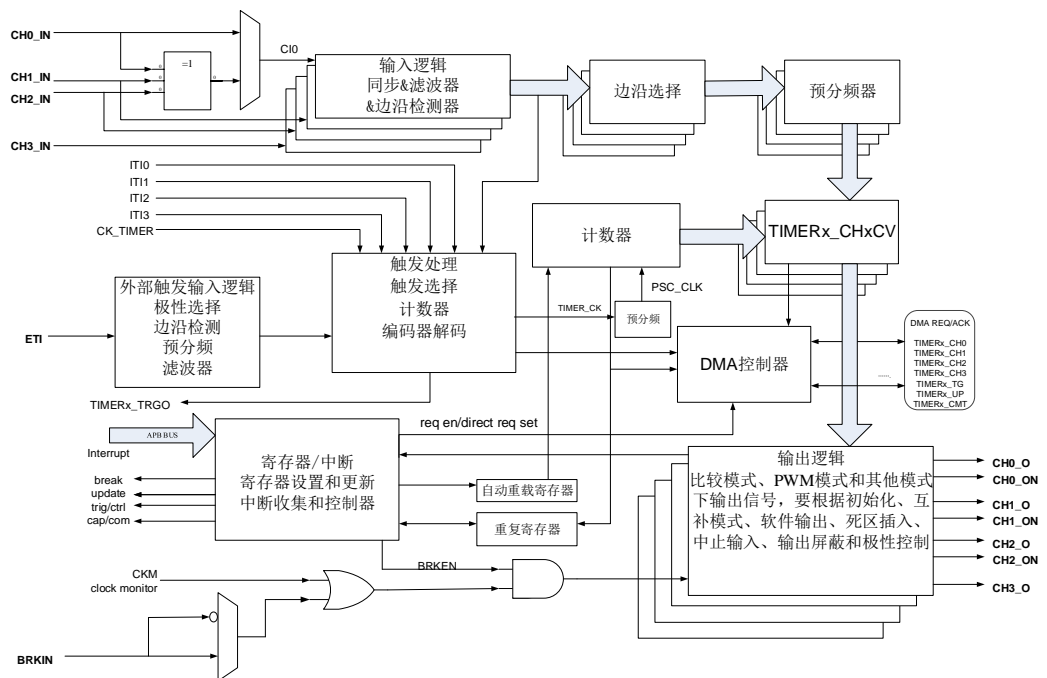 CH0_IN
CH1_IN
CH2_IN
CH3_IN
=1
CI0
输入逻辑
同步&滤波器
&边沿检测器
边沿选择
预分频器
ITI0
ITI1
ITI2
ITI3
CK_TIMER
触发处理
触发选择
计数器
编码器解码
计数器
TIMERx_CHxCV
PSC_CLK
TIMER_CK
预分频
外部触发输入逻辑
极性选择
边沿检测
预分频
滤波器
ETI
DMA控制器
DMA REQ/ACK
TIMERx_CH0
TIMERx_CH1
TIMERx_CH2
TIMERx_CH3
TIMERx_TG
TIMERx_UP
TIMERx_CMT
......
TIMERx_TRGO
req en/direct req set
APB BUS
Interrupt
break
update
trig/ctrl
cap/com
寄存器/中断
寄存器设置和更新
中断收集和控制器
自动重载寄存器
重复寄存器
输出逻辑
比较模式、PWM模式和其他模式
下输出信号，要根据初始化、互
补模式、软件输出、死区插入、
中止输入、输出屏蔽和极性控制
CH0_O
CH0_ON
CH1_O
CH1_ON
CH2_O
CH2_ON
CH3_O
BRKEN
CKM
clock monitor
BRKIN